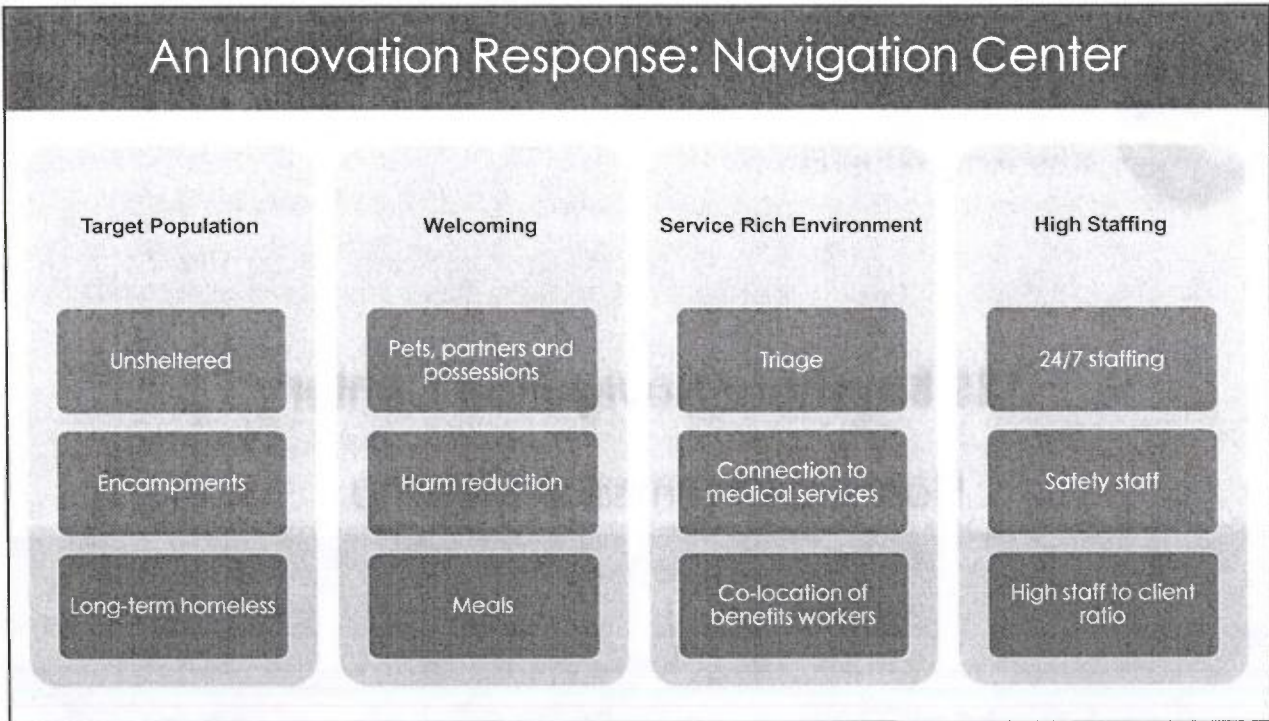 An Innovation Response: Navigation Center
Target Population
Unsheltered
Encampments
Long-term homeless
Welcoming
Pets, partners and
possessions
Harm reduction
Meals
Service Rich Environment
Triage
Connection to
medical services
Co-location of
benefits workers
High Staffing
24/7 staffing
Safety staff
High staff to client
ratio